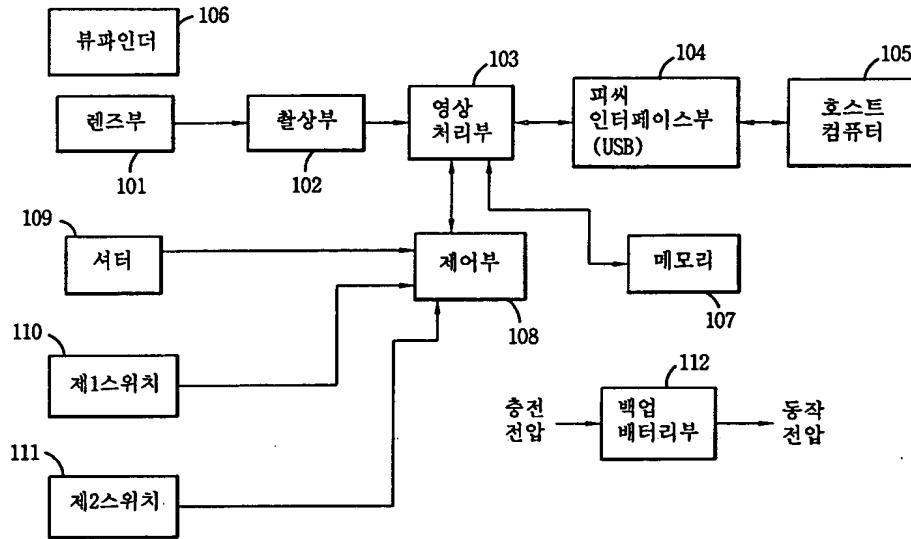 106
뷰파인더
103
104
105
렌즈부
촬상부
영상
처리부
피씨
인터페이스부
(USB)
호스트
컴퓨터
101
102
109
셔터
제어부
메모리
108
107
110
제1스위치
112
충전
전압
백업
배터리부
동작
전압
111
제2스위치